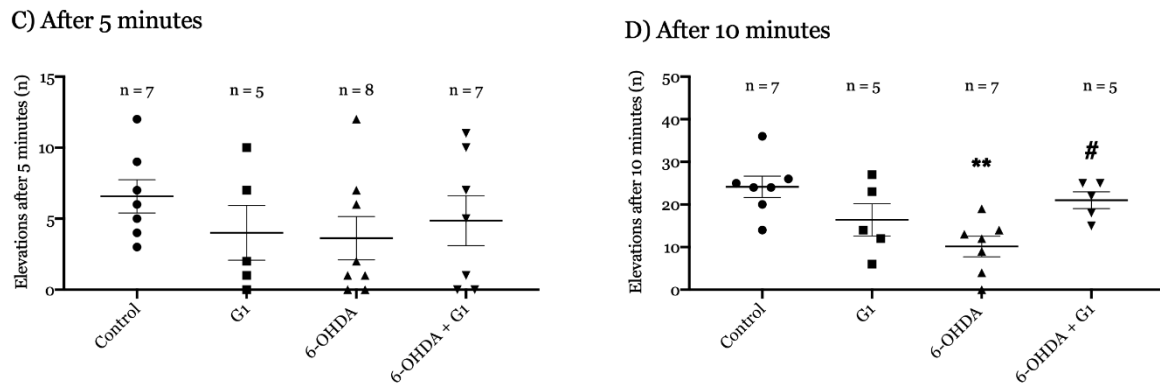 C) After 5 minutes
Elevations after 5 minutes (n)
15
10
5
0
n = 7
n = 5
n = 8
n = 7
Control
G1
6-OHDA
6-OHDA + G1
D) After 10 minutes
Elevations after 10 minutes (n)
50
40
30
20
10
0
n = 7
n = 5
n = 7
n = 5
**
#
Control
G1
6-OHDA
6-OHDA + G1